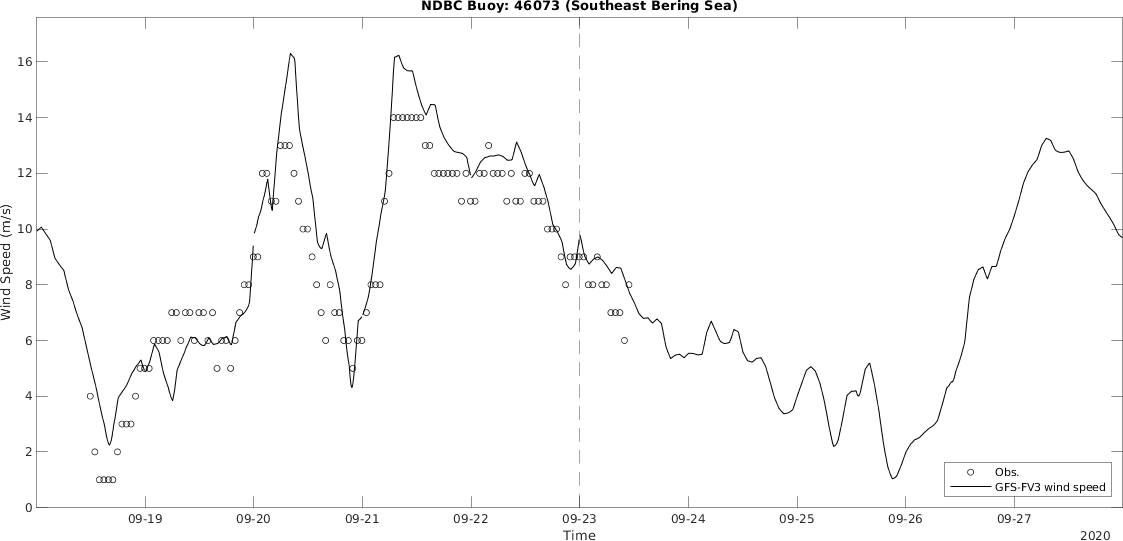 NDBC Buoy: 46073 (Southeast Bering Sea)
16
14
12
10
8
6
4
2
0
Wind Speed (m/s)
Obs.
GFS-FV3 wind speed
09-19 09-20 09-21 09-22 09-23 09-24 09-25 09-26 09-27
Time
2020